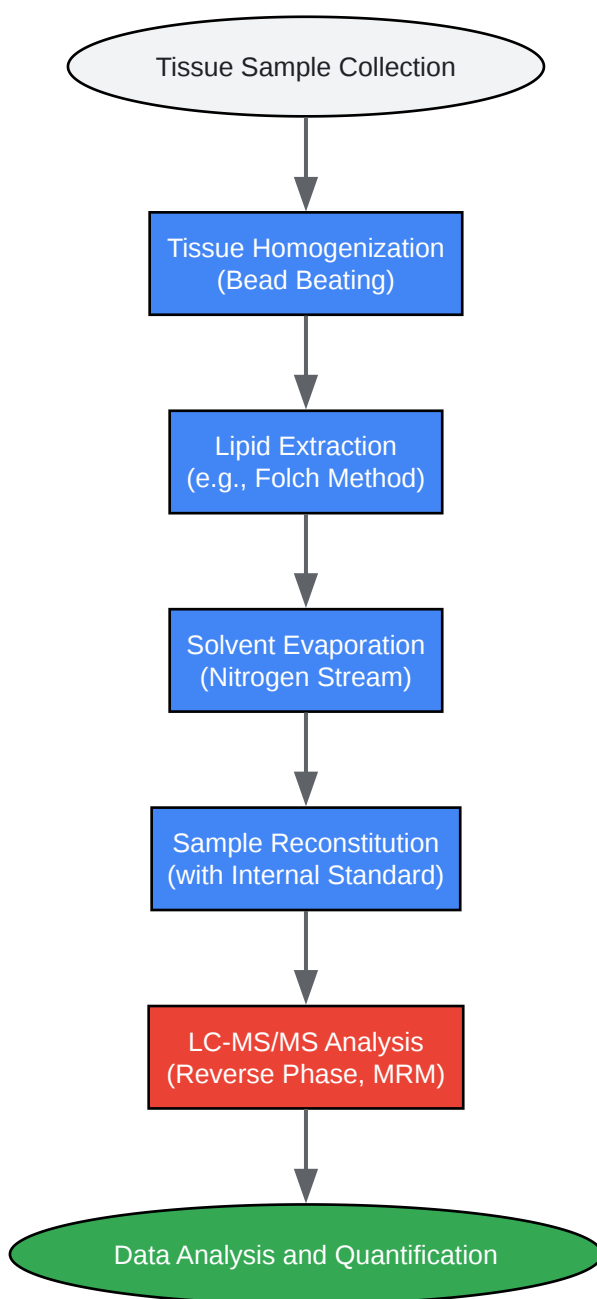 Tissue Sample Collection
Tissue Homogenization
(Bead Beating)
Lipid Extraction
(e.g., Folch Method)
Solvent Evaporation
(Nitrogen Stream)
Sample Reconstitution
(with Internal Standard)
LC-MS/MS Analysis
(Reverse Phase, MRM)
Data Analysis and Quantification